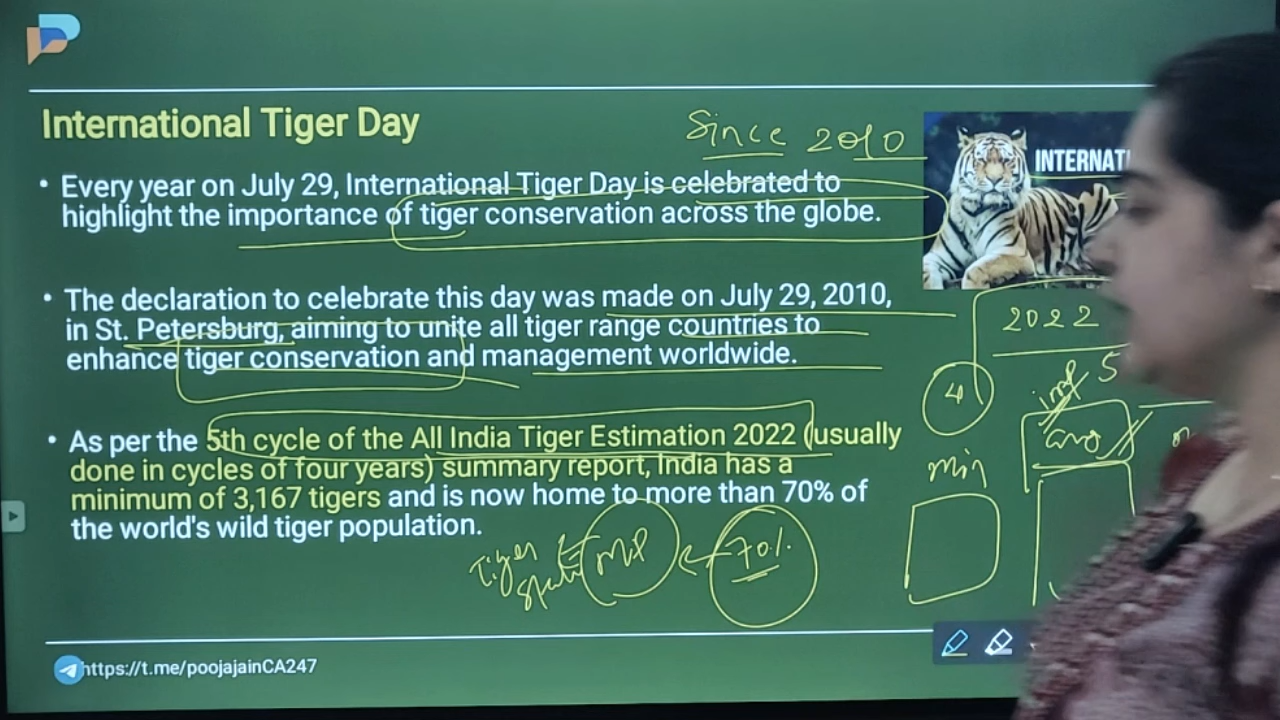 International Tiger Day
Since 2010
INTERNATI
• Every year on July 29, International Tiger Day is celebrated to
highlight the importance of tiger conservation across the globe.
• The declaration to celebrate this day was made on July 29, 2010,
in St. Petersburg, aiming to unite all tiger range countries to
enhance tiger conservation and management worldwide.
2022
5
4
• As per the 5th cycle of the All India Tiger Estimation 2022 (usually
done in cycles of four years) summary report, India has a
minimum of 3,167 tigers and is now home to more than 70% of
the world's wild tiger population.
min
avg
Tiger
State
MP
70%.
https://t.me/poojajainCA247